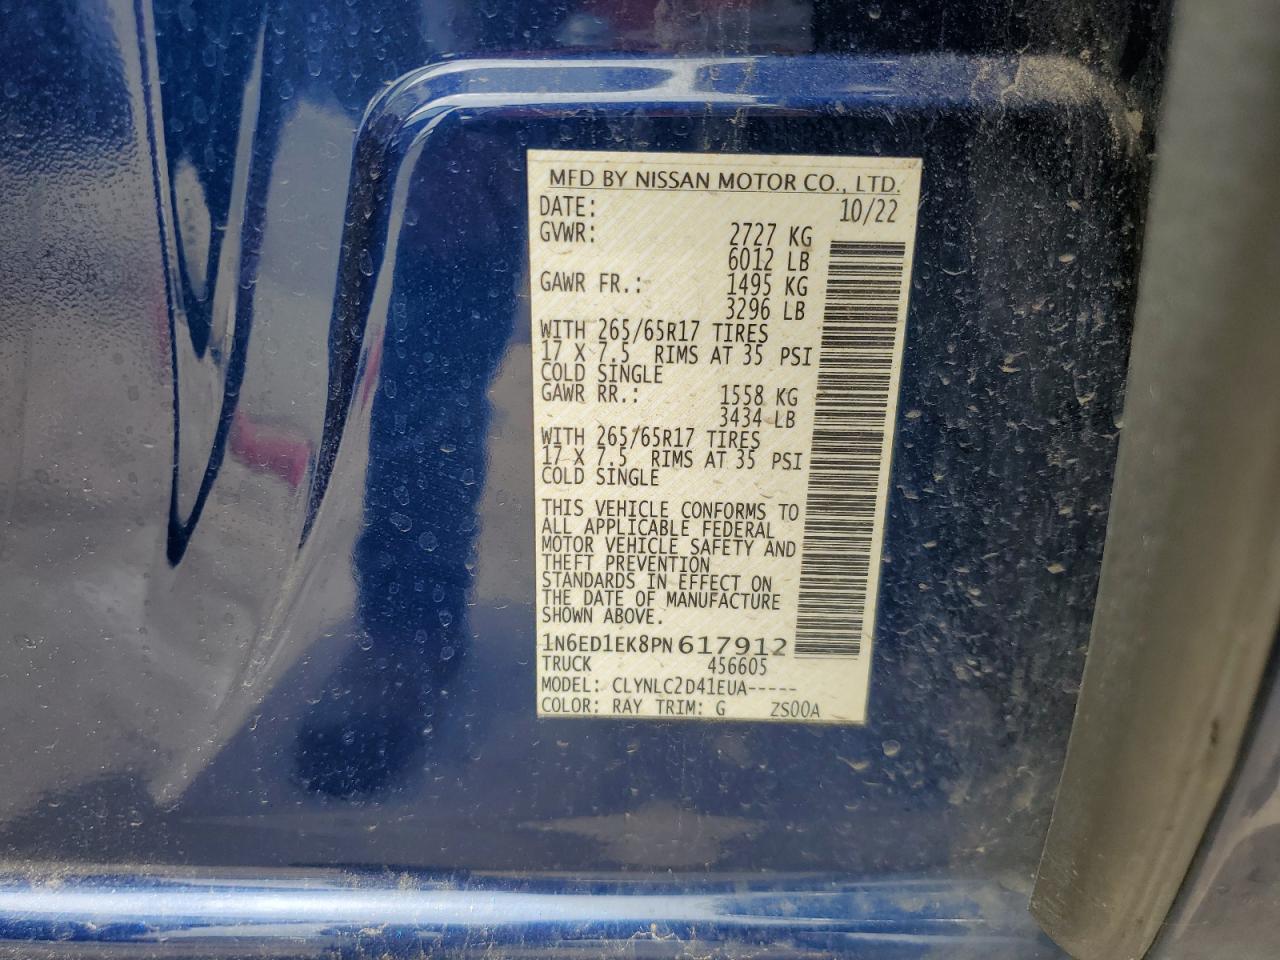 MFD BY NISSAN MOTOR CO., LTD.
DATE: 10/22
GVWR: 2727 KG
6012 LB
GAWR FR.: 1495 KG
3296 LB
WITH 265/65R17 TIRES
17 X 7.5 RIMS AT 35 PSI
COLD SINGLE
GAWR RR.: 1558 KG
3434 LB
WITH 265/65R17 TIRES
17 X 7.5 RIMS AT 35 PSI
COLD SINGLE
THIS VEHICLE CONFORMS TO
ALL APPLICABLE FEDERAL
MOTOR VEHICLE SAFETY AND
THEFT PREVENTION
STANDARDS IN EFFECT ON
THE DATE OF MANUFACTURE
SHOWN ABOVE.
1N6ED1EK8PN617912
TRUCK 456605
MODEL: CLYNLC2D41EUA-----
COLOR: RAY TRIM: G ZS00A